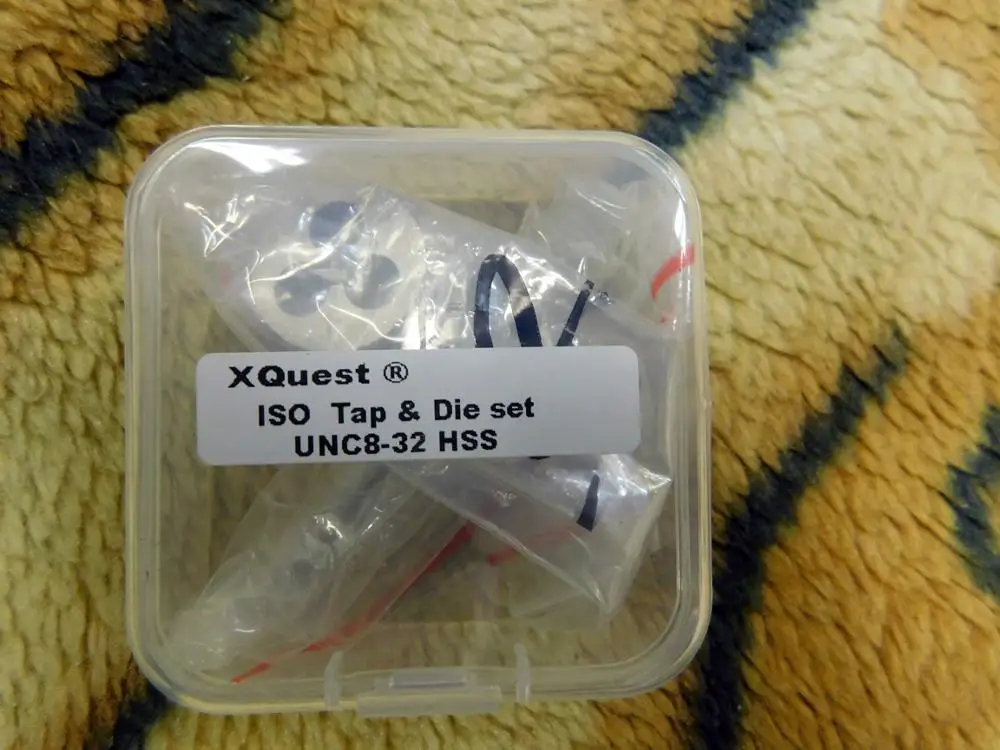 XQuest ®
ISO Tap & Die set
UNC8-32 HSS